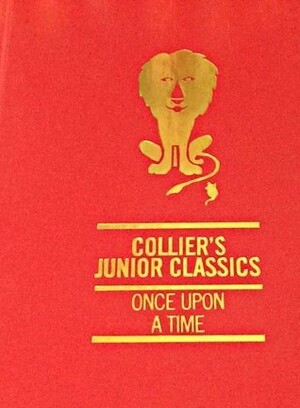 COLLIER'S
JUNIOR CLASSICS
ONCE UPON
A TIME